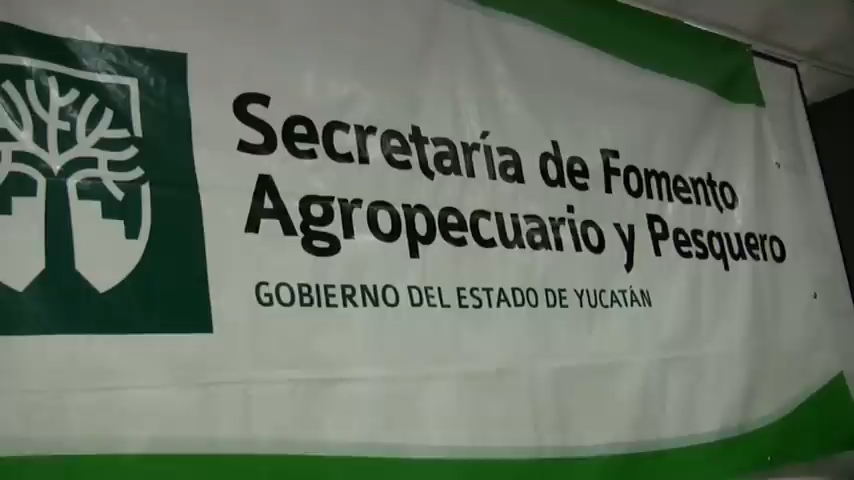 Secretaría de Fomento
Agropecuario y Pesquero
GOBIERNO DEL ESTADO DE YUCATÁN